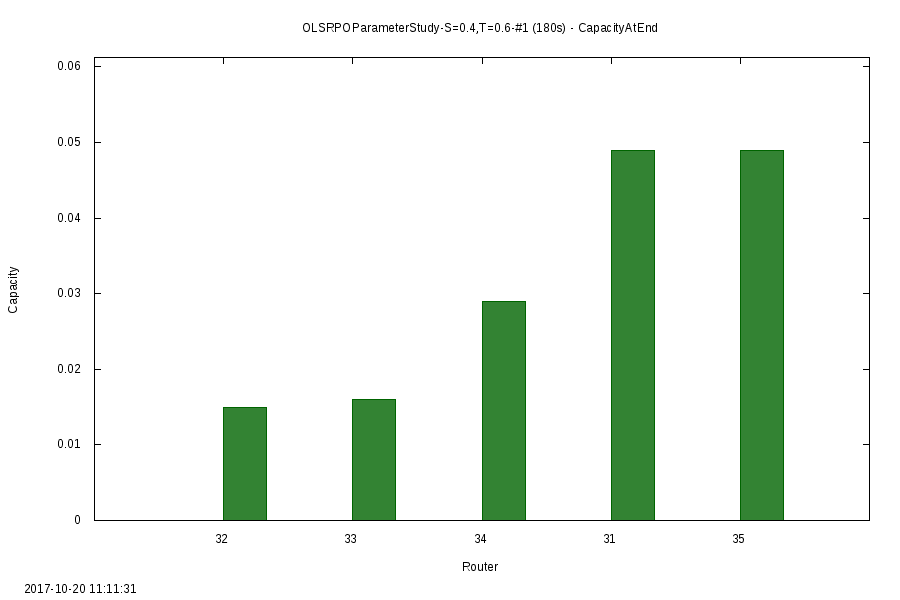 OLSRPOParameterStudy-S=0.4,T=0.6-#1 (180s) - CapacityAtEnd
0.06
0.05
0.04
0.03
0.02
0.01
0
Capacity
32 33 34 31 35
Router
2017-10-20 11:11:31